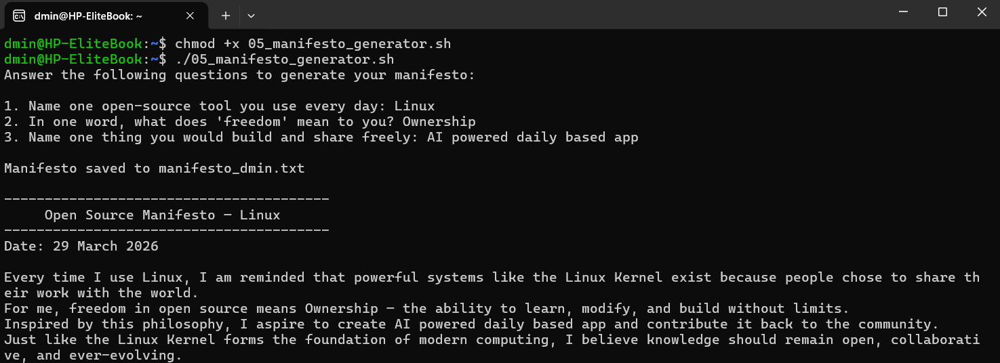 dmin@HP-EliteBook: ~
dmin@HP-EliteBook:~$ chmod +x 05_manifesto_generator.sh
dmin@HP-EliteBook:~$ ./05_manifesto_generator.sh
Answer the following questions to generate your manifesto:
1. Name one open-source tool you use every day: Linux
2. In one word, what does 'freedom' mean to you? Ownership
3. Name one thing you would build and share freely: AI powered daily based app
Manifesto saved to manifesto_dmin.txt
----------------------------------------
     Open Source Manifesto - Linux
----------------------------------------
Date: 29 March 2026
Every time I use Linux, I am reminded that powerful systems like the Linux Kernel exist because people chose to share th
eir work with the world.
For me, freedom in open source means Ownership — the ability to learn, modify, and build without limits.
Inspired by this philosophy, I aspire to create AI powered daily based app and contribute it back to the community.
Just like the Linux Kernel forms the foundation of modern computing, I believe knowledge should remain open, collaborati
ve, and ever-evolving.